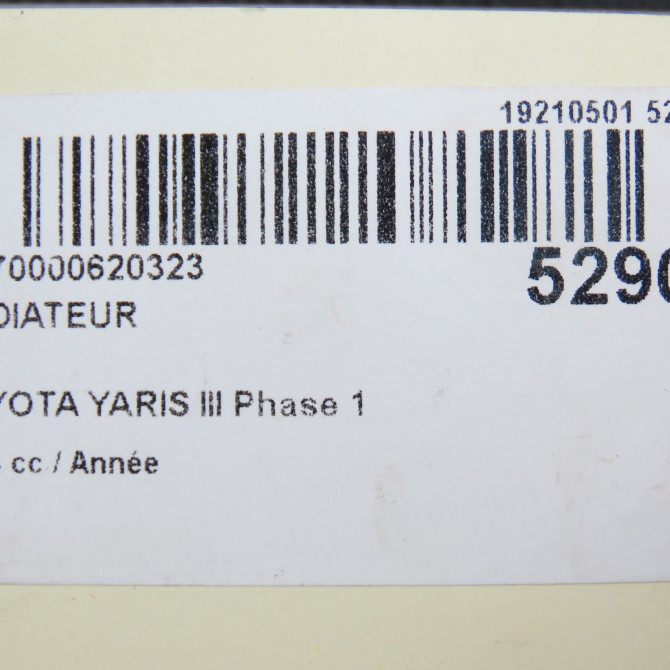 19210501 52
70000620323
5290
DIATEUR
YOTA YARIS III Phase 1
cc / Année